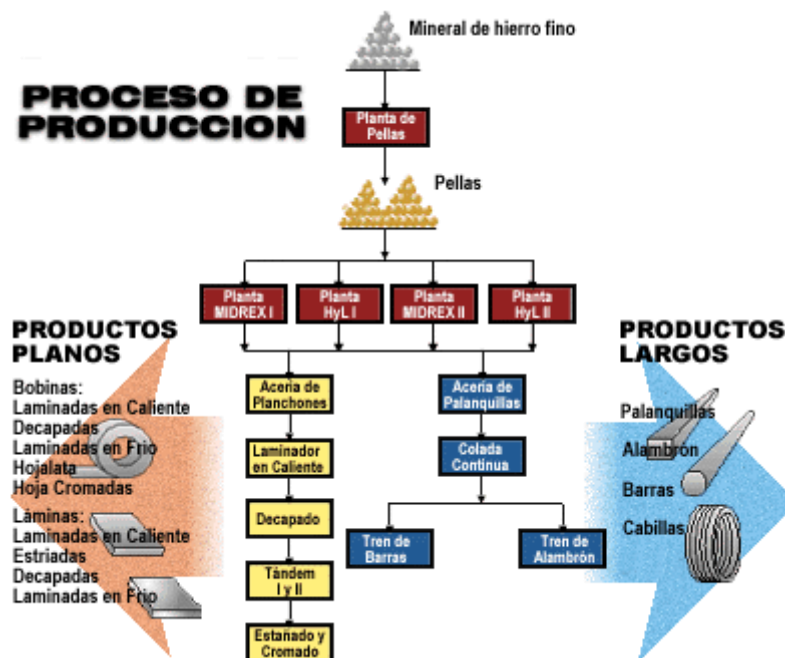 Mineral de hierro fino
PROCESO DE
PRODUCCION
Planta de
Pellas
Pellas
Planta
MIDREX I
Planta
HyL I
Planta
MIDREX II
Planta
HyL II
PRODUCTOS
PLANOS
Bobinas:
Laminadas en Caliente
Decapadas
Laminadas en Frio
Hojalata
Hoja Cromadas
Láminas:
Laminadas en Caliente
Estriadas
Decapadas
Laminadas en Frio
Acería de
Planchones
Laminador
en Caliente
Decapado
Tándem
I y II
Estañado y
Cromado
Acería de
Palanquillas
Colada
Continua
Tren de
Barras
Tren de
Alambrón
PRODUCTOS
LARGOS
Palanquillas
Alambrón
Barras
Cabillas